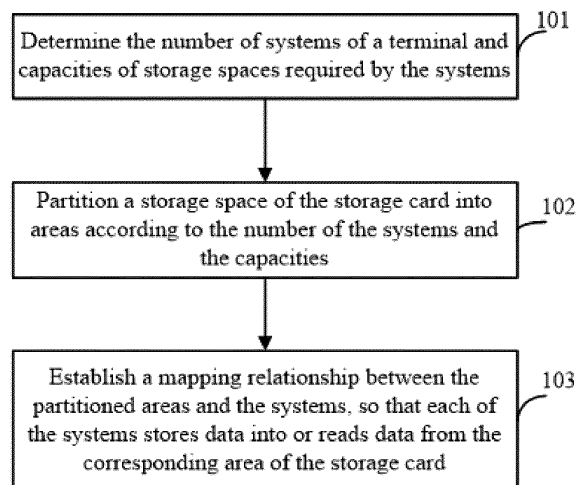 101
Determine the number of systems of a terminal and
capacities of storage spaces required by the systems
102
Partition a storage space of the storage card into
areas according to the number of the systems and
the capacities
103
Establish a mapping relationship between the
partitioned areas and the systems, so that each of
the systems stores data into or reads data from the
corresponding area of the storage card